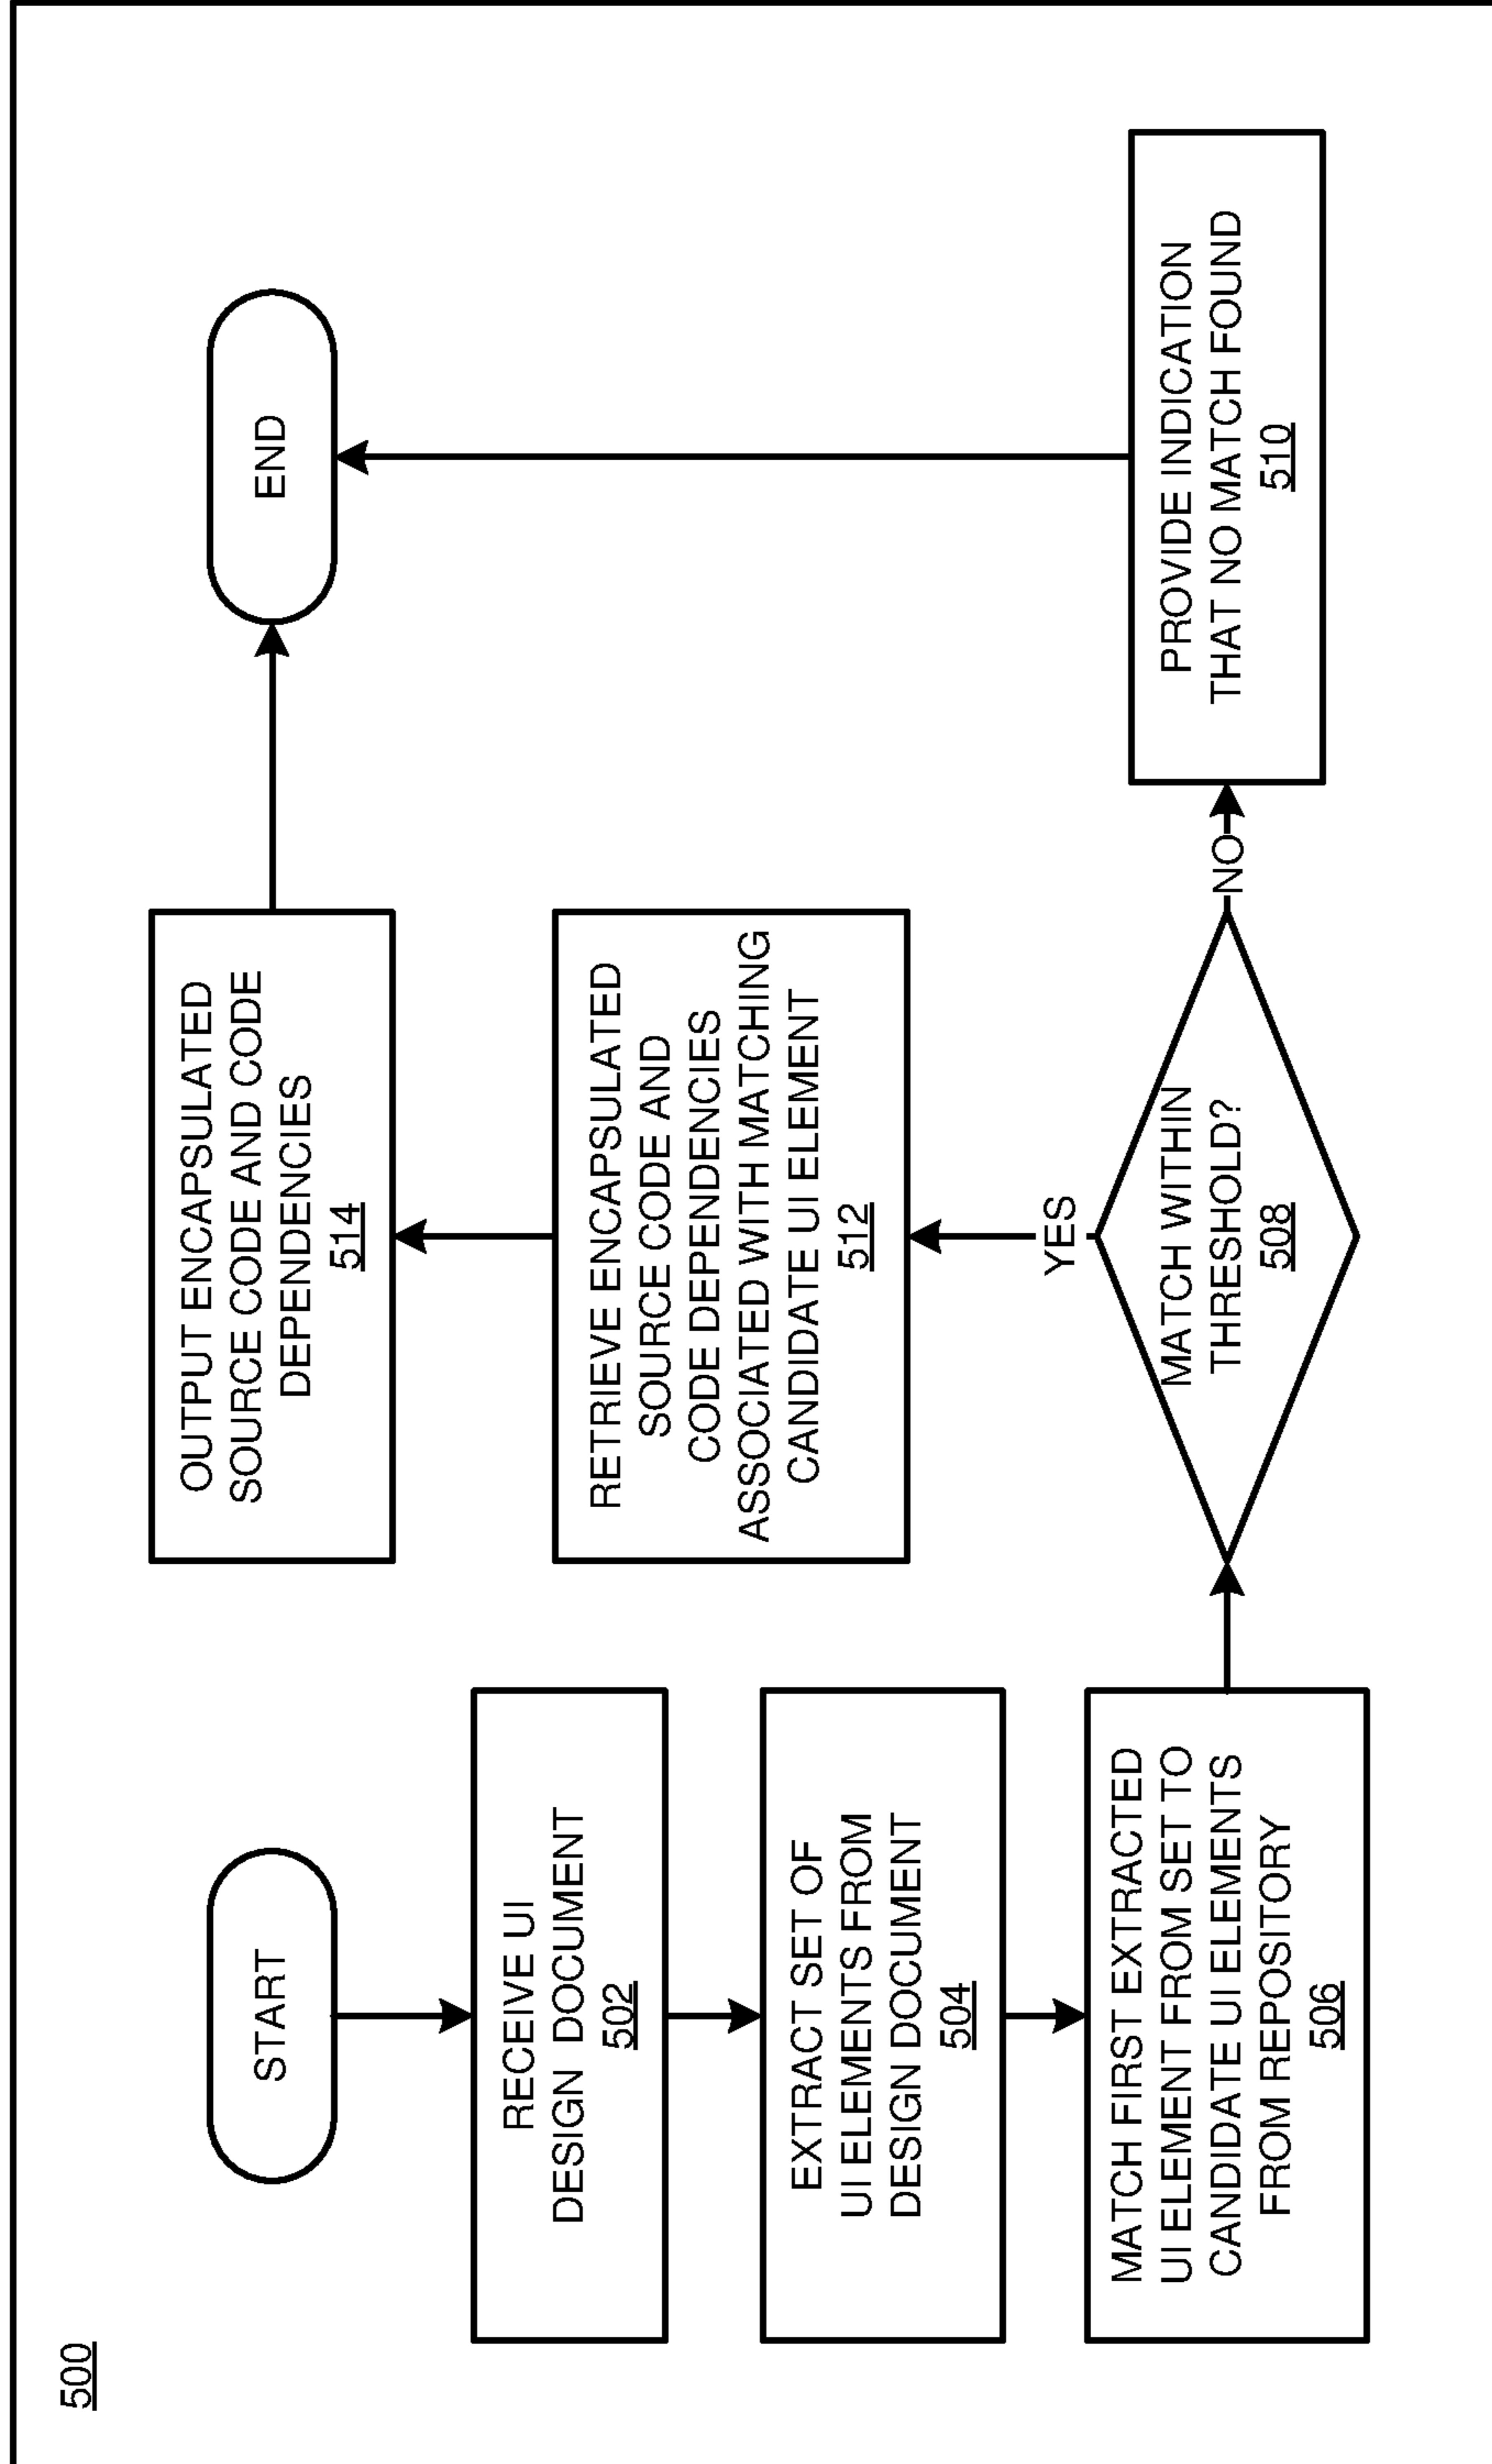 500
START
RECEIVE UI
DESIGN DOCUMENT
502
EXTRACT SET OF
UI ELEMENTS FROM
DESIGN DOCUMENT
504
MATCH FIRST EXTRACTED
UI ELEMENT FROM SET TO
CANDIDATE UI ELEMENTS
FROM REPOSITORY
506
MATCH WITHIN
THRESHOLD?
508
YES
NO
RETRIEVE ENCAPSULATED
SOURCE CODE AND
CODE DEPENDENCIES
ASSOCIATED WITH MATCHING
CANDIDATE UI ELEMENT
512
OUTPUT ENCAPSULATED
SOURCE CODE AND CODE
DEPENDENCIES
514
PROVIDE INDICATION
THAT NO MATCH FOUND
510
END